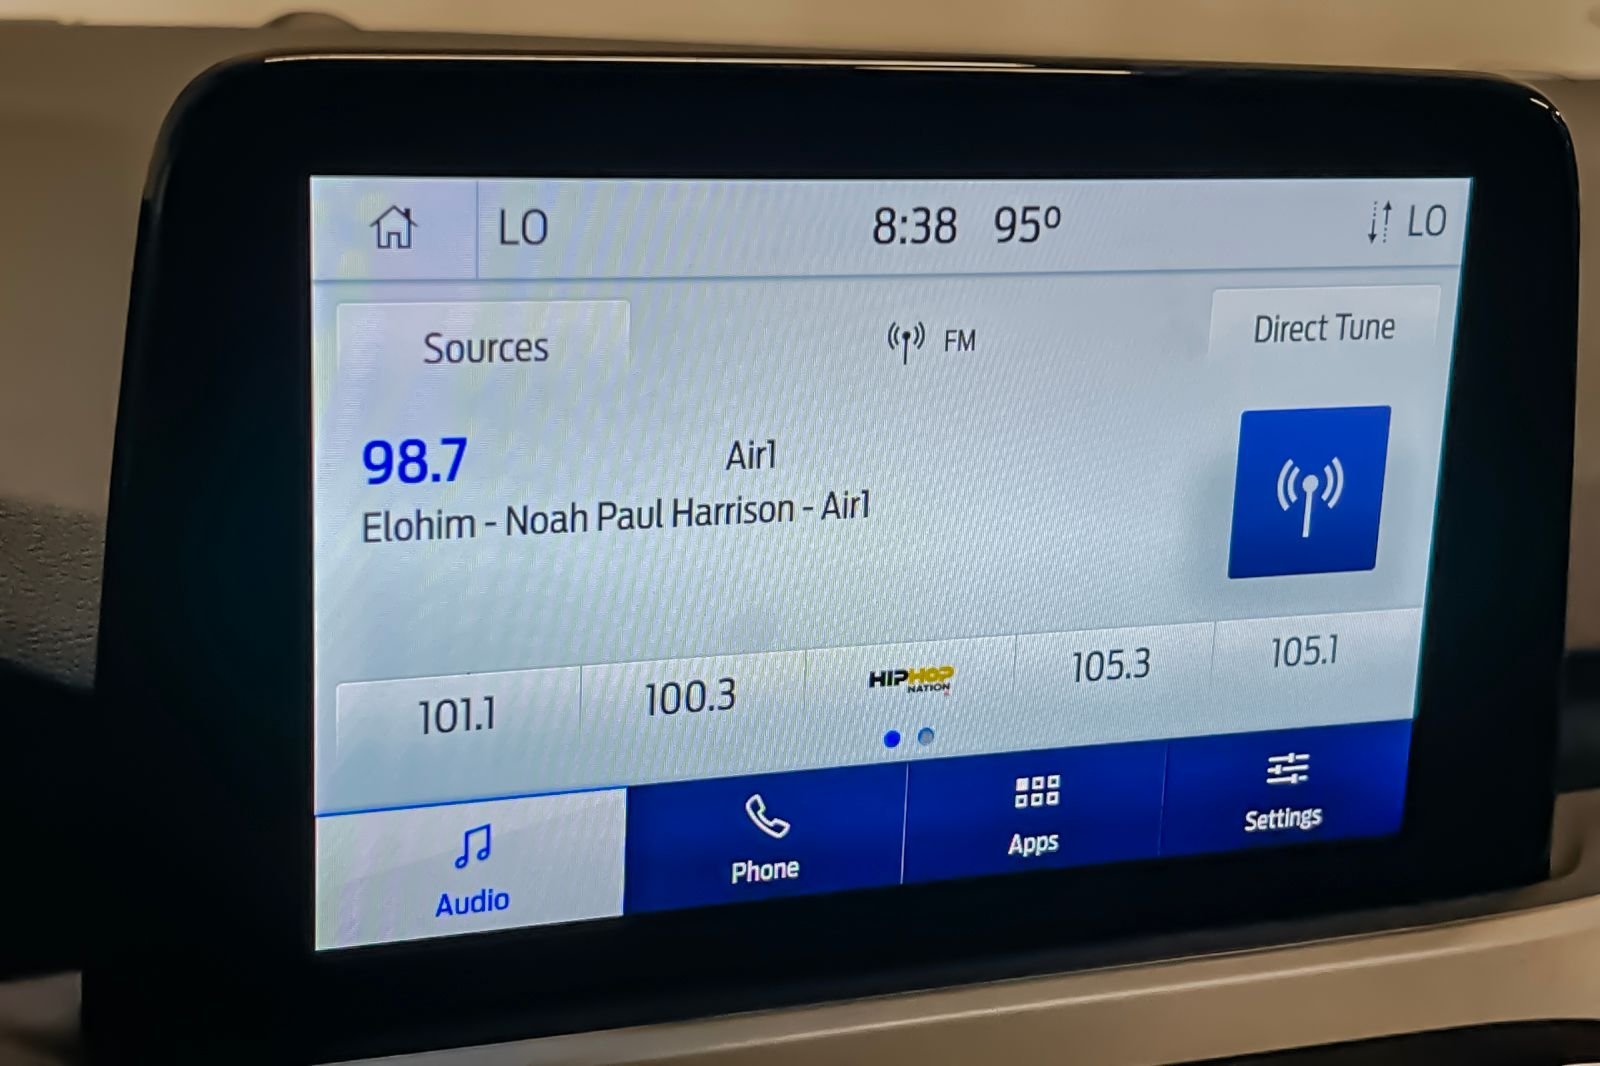 LO 8:38 95° LO
Sources FM Direct Tune
98.7 Air1
Elohim - Noah Paul Harrison - Air1
101.1 100.3 HIPHOP NATION 105.3 105.1
Audio Phone Apps Settings